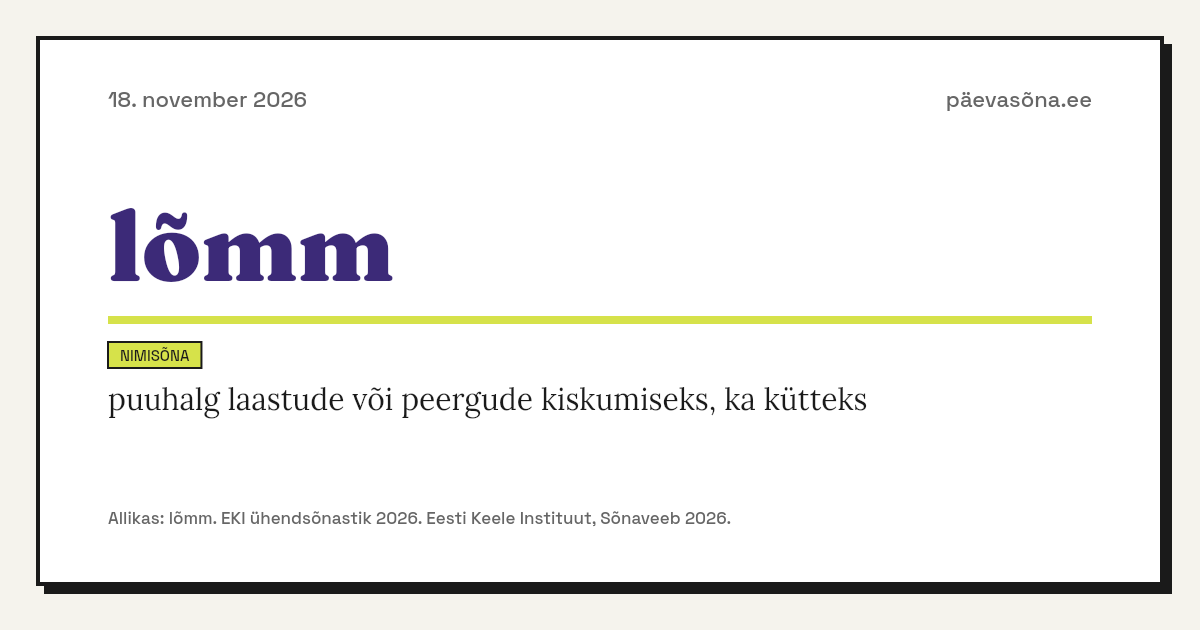 18. november 2026
päevasõna.ee
lõmm
NIMISÕNA
puuhalg laastude või peergude kiskumiseks, ka kütteks
Allikas: lõmm. EKI ühendsõnastik 2026. Eesti Keele Instituut, Sõnaveeb 2026.